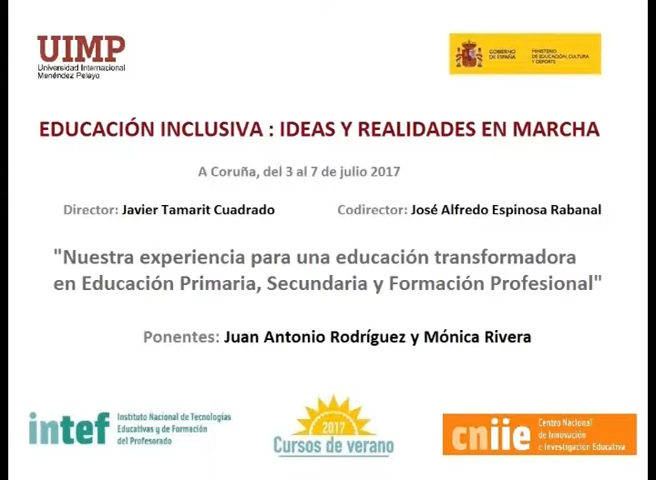 UIMP
Universidad Internacional
Menéndez Pelayo
GOBIERNO
DE ESPAÑA
MINISTERIO
DE EDUCACIÓN, CULTURA
Y DEPORTE
EDUCACIÓN INCLUSIVA : IDEAS Y REALIDADES EN MARCHA
A Coruña, del 3 al 7 de julio 2017
Director: Javier Tamarit Cuadrado
Codirector: José Alfredo Espinosa Rabanal
"Nuestra experiencia para una educación transformadora
en Educación Primaria, Secundaria y Formación Profesional"
Ponentes: Juan Antonio Rodríguez y Mónica Rivera
intef
Instituto Nacional de Tecnologías
Educativas y de Formación
del Profesorado
2017
Cursos de verano
cniie
Centro Nacional
de Innovación
e Investigación Educativa